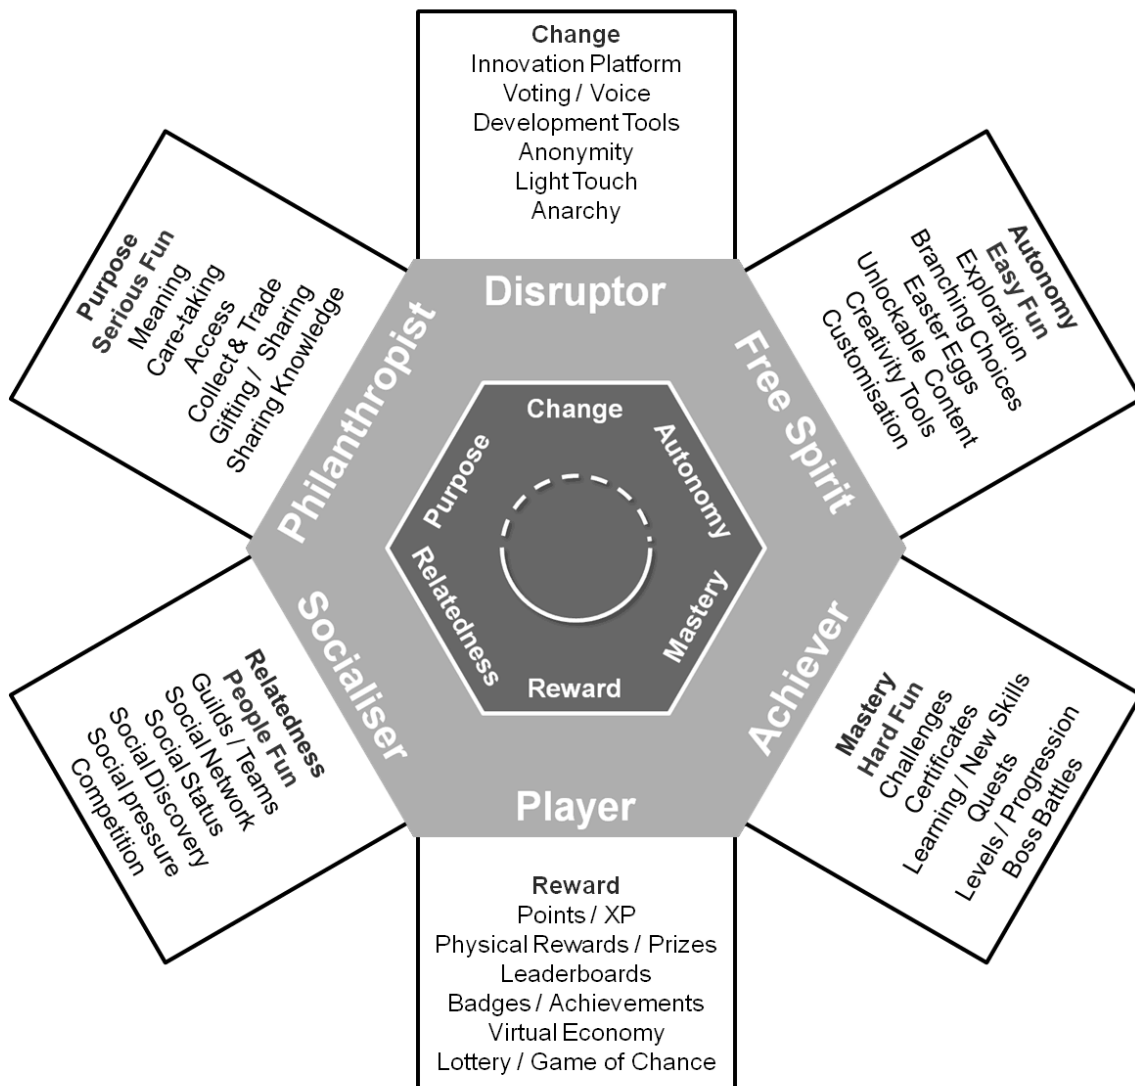 Change
Innovation Platform
Voting / Voice
Development Tools
Anonymity
Light Touch
Anarchy
Purpose
Serious Fun
Meaning
Care-taking
Access
Collect & Trade
Gifting / Sharing
Sharing Knowledge
Autonomy
Easy Fun
Exploration
Branching Choices
Easter Eggs
Unlockable Content
Creativity Tools
Customisation
Disruptor
Philanthropist
Free Spirit
Change
Purpose
Autonomy
Relatedness
Mastery
Reward
Socialiser
Achiever
Player
Relatedness
People Fun
Guilds / Teams
Social Network
Social Status
Social Discovery
Social pressure
Competition
Mastery
Hard Fun
Challenges
Certificates
Learning / New Skills
Quests
Levels / Progression
Boss Battles
Reward
Points / XP
Physical Rewards / Prizes
Leaderboards
Badges / Achievements
Virtual Economy
Lottery / Game of Chance